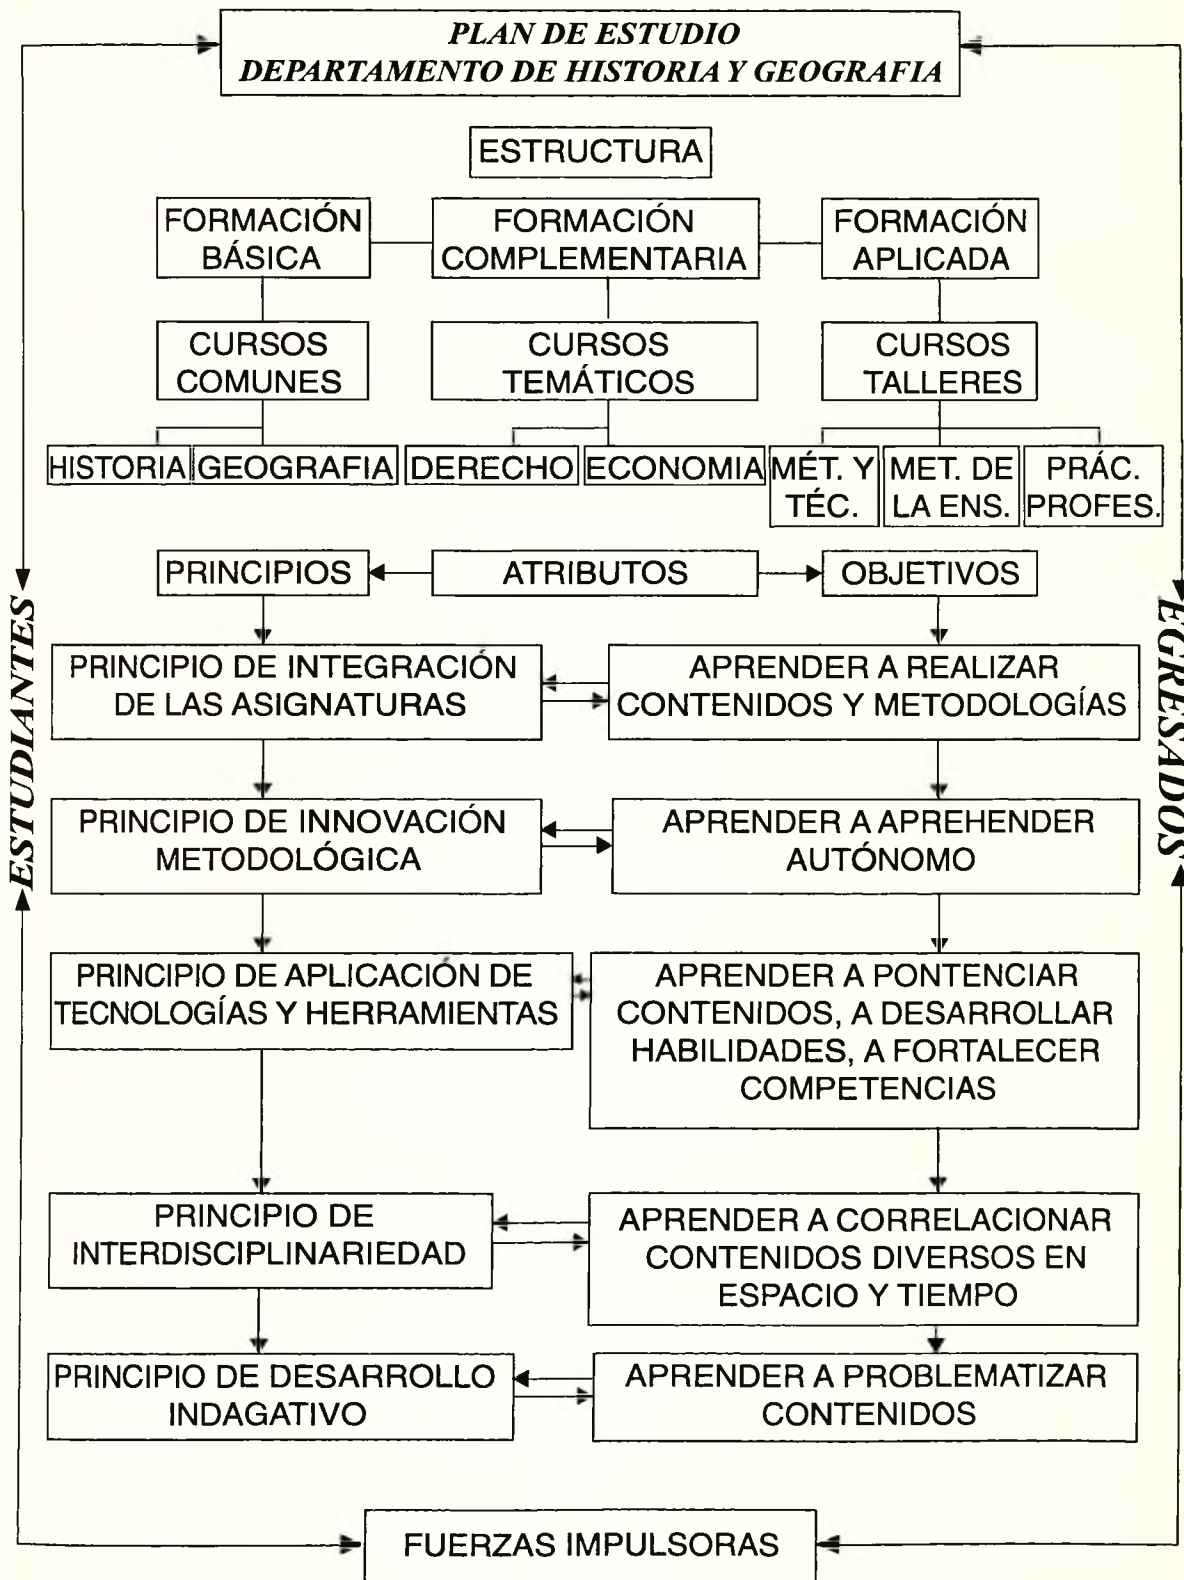 PLAN DE ESTUDIO
DEPARTAMENTO DE HISTORIA Y GEOGRAFIA
ESTRUCTURA
FORMACIÓN
BÁSICA
FORMACIÓN
COMPLEMENTARIA
FORMACIÓN
APLICADA
CURSOS
COMUNES
CURSOS
TEMÁTICOS
CURSOS
TALLERES
HISTORIA
GEOGRAFIA
DERECHO
ECONOMIA
MÉT. Y
TÉC.
MET. DE
LA ENS.
PRÁC.
PROFES.
PRINCIPIOS
ATRIBUTOS
OBJETIVOS
ESTUDIANTES
EGRESADOS
PRINCIPIO DE INTEGRACIÓN
DE LAS ASIGNATURAS
APRENDER A REALIZAR
CONTENIDOS Y METODOLOGÍAS
PRINCIPIO DE INNOVACIÓN
METODOLÓGICA
APRENDER A APREHENDER
AUTÓNOMO
PRINCIPIO DE APLICACIÓN DE
TECNOLOGÍAS Y HERRAMIENTAS
APRENDER A PONTENCIAR
CONTENIDOS, A DESARROLLAR
HABILIDADES, A FORTALECER
COMPETENCIAS
PRINCIPIO DE
INTERDISCIPLINARIEDAD
APRENDER A CORRELACIONAR
CONTENIDOS DIVERSOS EN
ESPACIO Y TIEMPO
PRINCIPIO DE DESARROLLO
INDAGATIVO
APRENDER A PROBLEMATIZAR
CONTENIDOS
FUERZAS IMPULSORAS